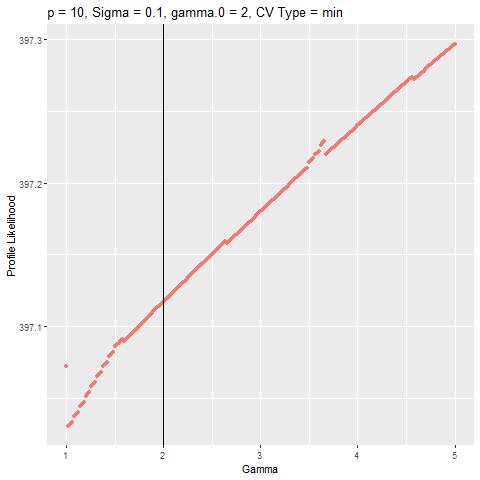 p = 10, Sigma = 0.1, gamma.0 = 2, CV Type = min
397.3
397.2
397.1
Profile Likelihood
1 2 3 4 5
Gamma